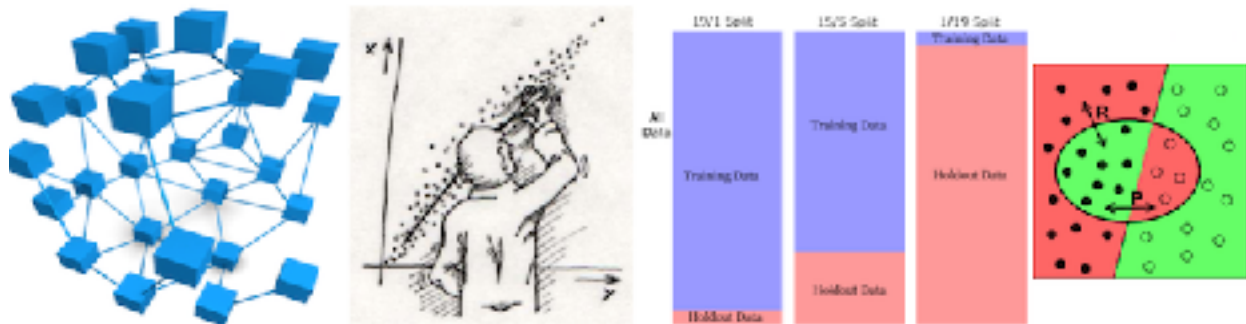 X
Y
19/1 Split
15/5 Split
1/19 Split
All
Data
Training Data
Holdout Data
Training Data
Holdout Data
Training Data
Holdout Data
R
P